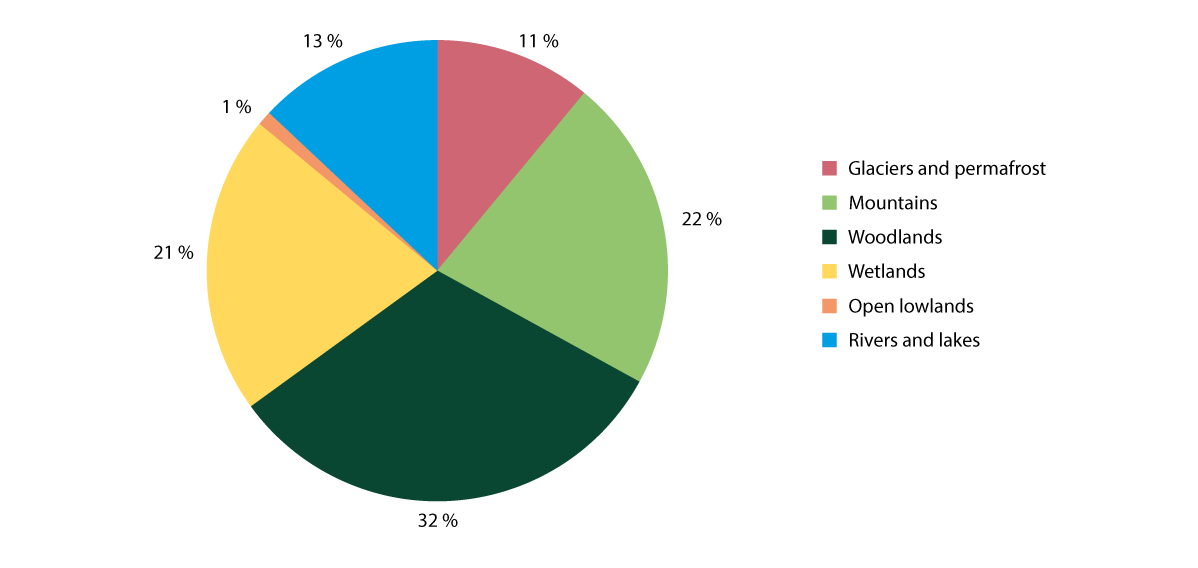 13 %
11 %
1 %
22 %
21 %
32 %
Glaciers and permafrost
Mountains
Woodlands
Wetlands
Open lowlands
Rivers and lakes